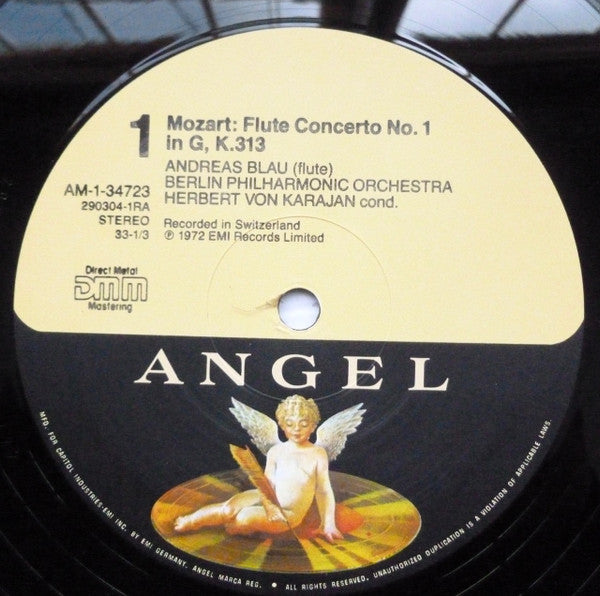 1
Mozart: Flute Concerto No. 1
in G, K.313
ANDREAS BLAU (flute)
BERLIN PHILHARMONIC ORCHESTRA
HERBERT VON KARAJAN cond.
AM-1-34723
290304-1RA
STEREO
33-1/3
Recorded in Switzerland
℗ 1972 EMI Records Limited
Direct Metal
DMM
Mastering
ANGEL
MFD. FOR CAPITOL INDUSTRIES-EMI INC. BY EMI GERMANY. ANGEL MARCA REG. • ALL RIGHTS RESERVED. UNAUTHORIZED DUPLICATION IS A VIOLATION OF APPLICABLE LAWS.